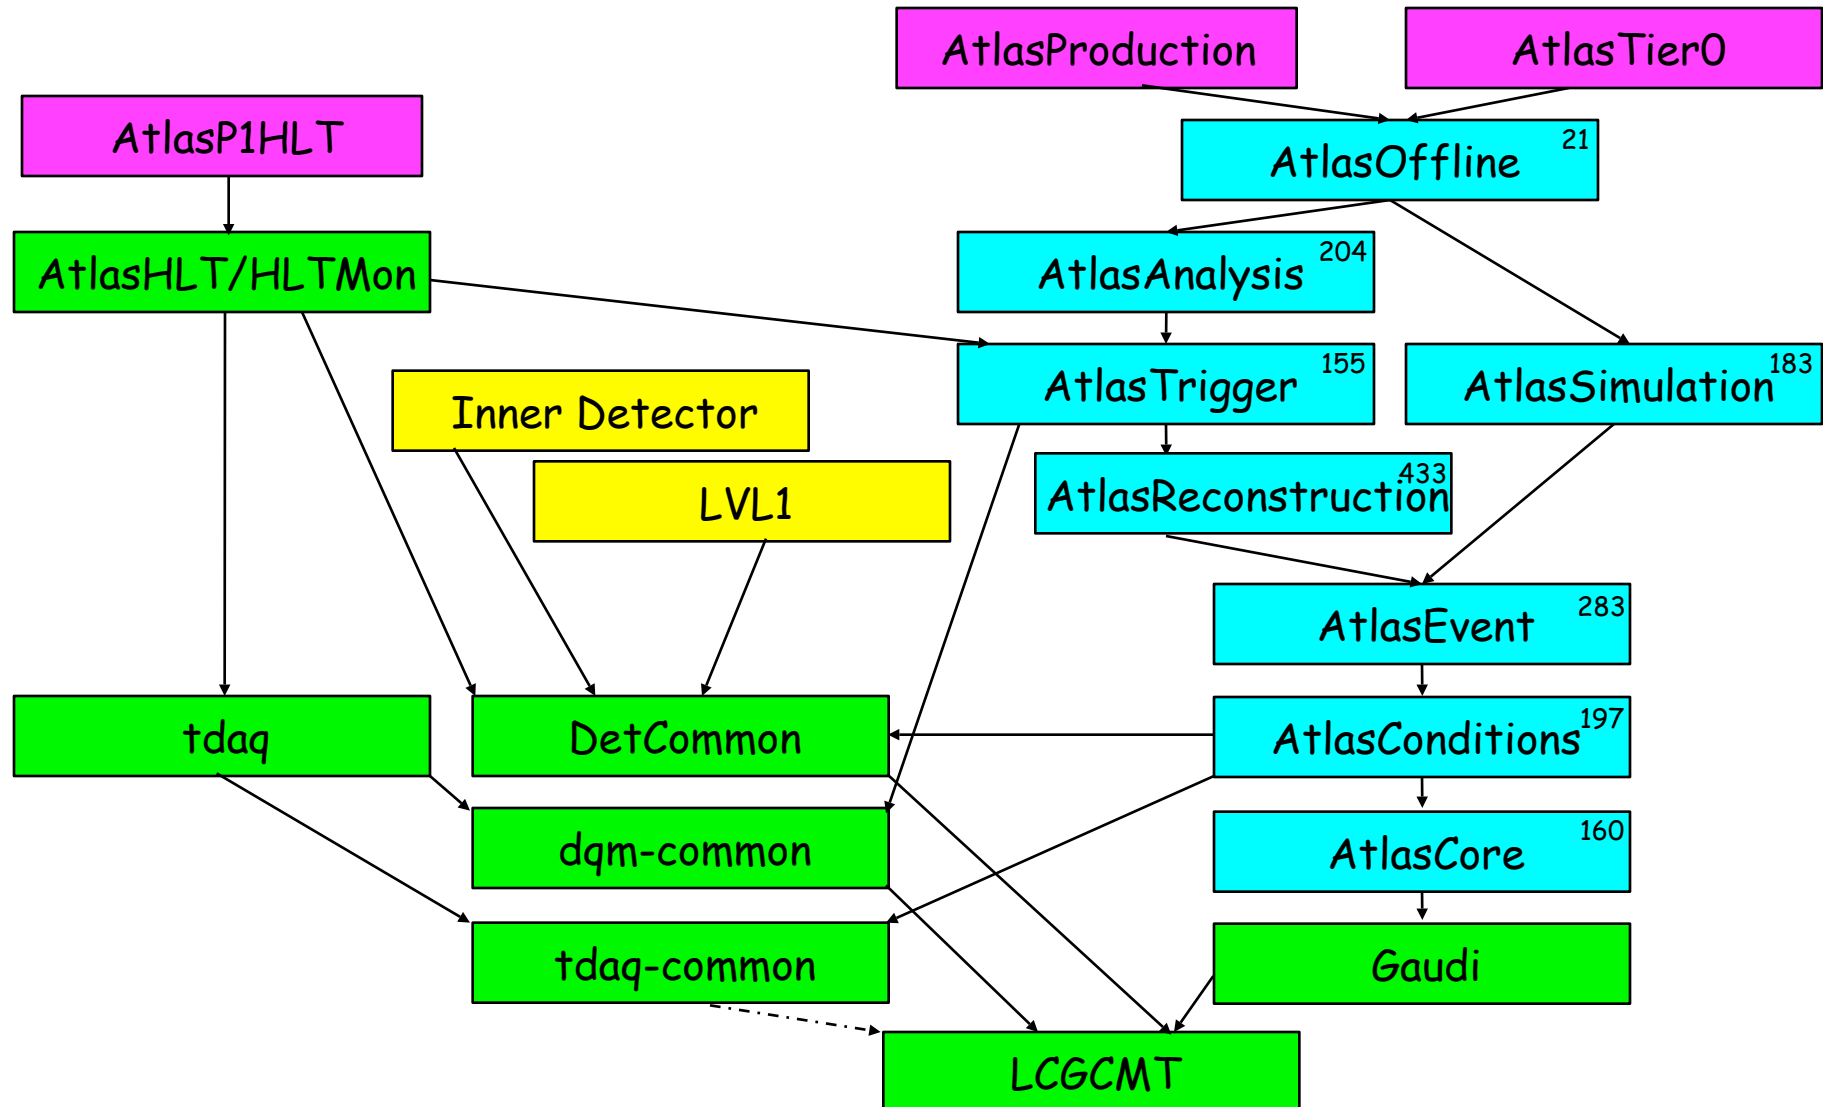 AtlasProduction
AtlasTier0
AtlasP1HLT
AtlasOffline
21
AtlasHLT/HLTMon
AtlasAnalysis
204
AtlasTrigger
155
AtlasSimulation
183
Inner Detector
LVL1
AtlasReconstruction
433
AtlasEvent
283
tdaq
DetCommon
AtlasConditions
197
dqm-common
AtlasCore
160
tdaq-common
Gaudi
LCGCMT